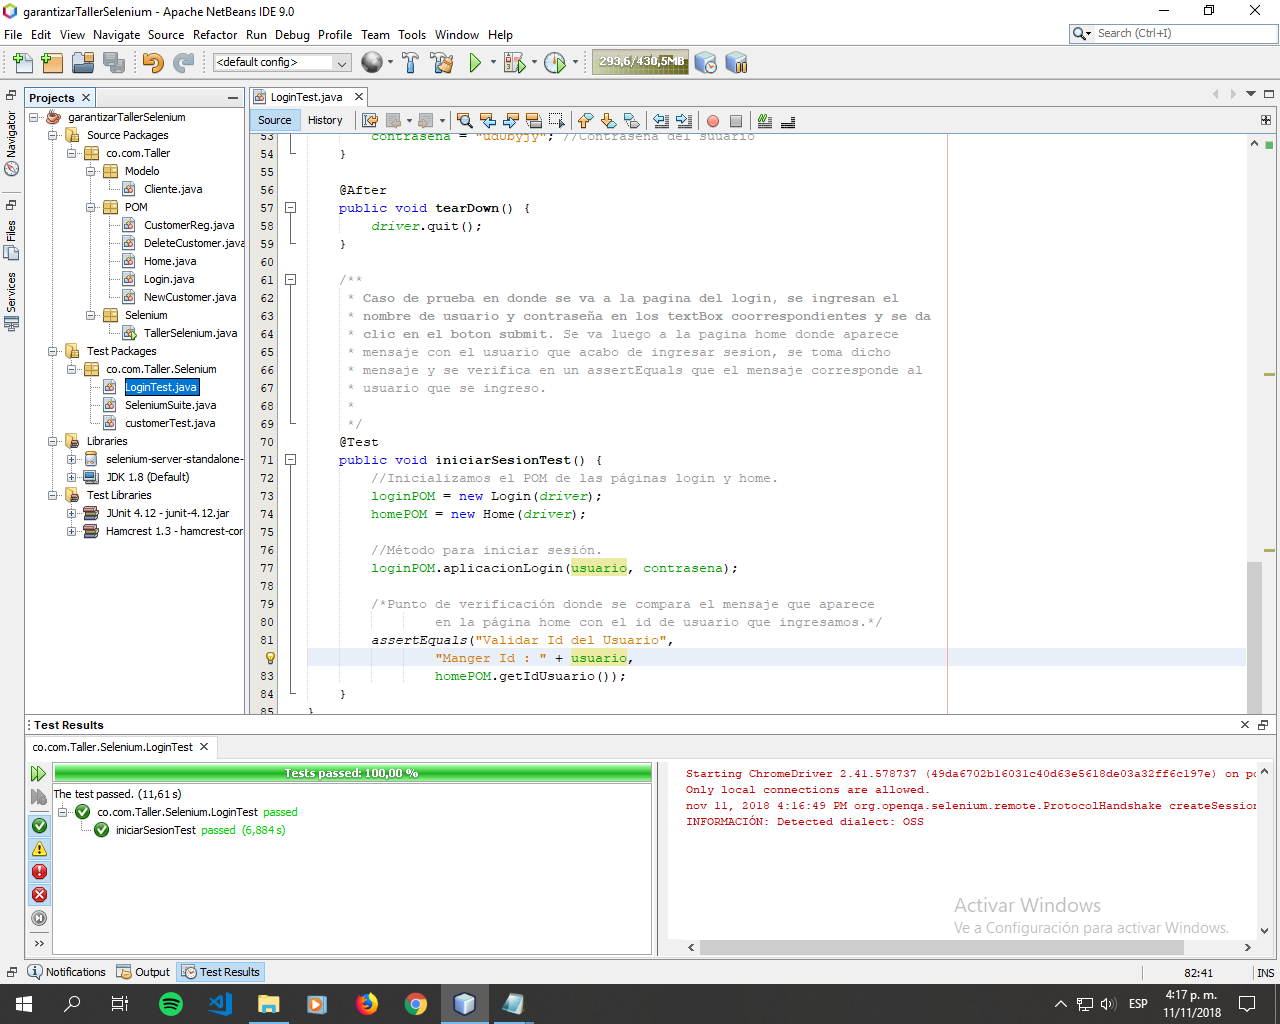 garantizarTallerSelenium - Apache NetBeans IDE 9.0
File Edit View Navigate Source Refactor Run Debug Profile Team Tools Window Help
Search (Ctrl+I)
<default config>
293,6/430,5MB
Projects
LoginTest.java
Source History
Navigator
Files
Services
garantizarTallerSelenium
Source Packages
co.com.Taller
Modelo
Cliente.java
POM
CustomerReg.java
DeleteCustomer.java
Home.java
Login.java
NewCustomer.java
Selenium
TallerSelenium.java
Test Packages
co.com.Taller.Selenium
LoginTest.java
SeleniumSuite.java
customerTest.java
Libraries
selenium-server-standalone-
JDK 1.8 (Default)
Test Libraries
JUnit 4.12 - junit-4.12.jar
Hamcrest 1.3 - hamcrest-cor
53 contrasena = "udubyjy"; //Contraseña del suuario
54 }
55
56 @After
57 public void tearDown() {
58 driver.quit();
59 }
60
61 /**
62 * Caso de prueba en donde se va a la pagina del login, se ingresan el
63 * nombre de usuario y contraseña en los textBox coorrespondientes y se da
64 * clic en el boton submit. Se va luego a la pagina home donde aparece
65 * mensaje con el usuario que acabo de ingresar sesion, se toma dicho
66 * mensaje y se verifica en un assertEquals que el mensaje corresponde al
67 * usuario que se ingreso.
68 *
69 */
70 @Test
71 public void iniciarSesionTest() {
72 //Inicializamos el POM de las páginas login y home.
73 loginPOM = new Login(driver);
74 homePOM = new Home(driver);
75
76 //Método para iniciar sesión.
77 loginPOM.aplicacionLogin(usuario, contrasena);
78
79 /*Punto de verificación donde se compara el mensaje que aparece
80 en la página home con el id de usuario que ingresamos.*/
81 assertEquals("Validar Id del Usuario",
"Manger Id : " + usuario,
83 homePOM.getIdUsuario());
84 }
85 }
Test Results
co.com.Taller.Selenium.LoginTest
Tests passed: 100,00 %
The test passed. (11,61 s)
co.com.Taller.Selenium.LoginTest passed
iniciarSesionTest passed (6,884 s)
Starting ChromeDriver 2.41.578737 (49da6702b16031c40d63e5618de03a32ff6c197e) on po
Only local connections are allowed.
nov 11, 2018 4:16:49 PM org.openqa.selenium.remote.ProtocolHandshake createSession
INFORMACIÓN: Detected dialect: OSS
Activar Windows
Ve a Configuración para activar Windows.
Notifications Output Test Results
82:41 INS
ESP
4:17 p. m.
11/11/2018